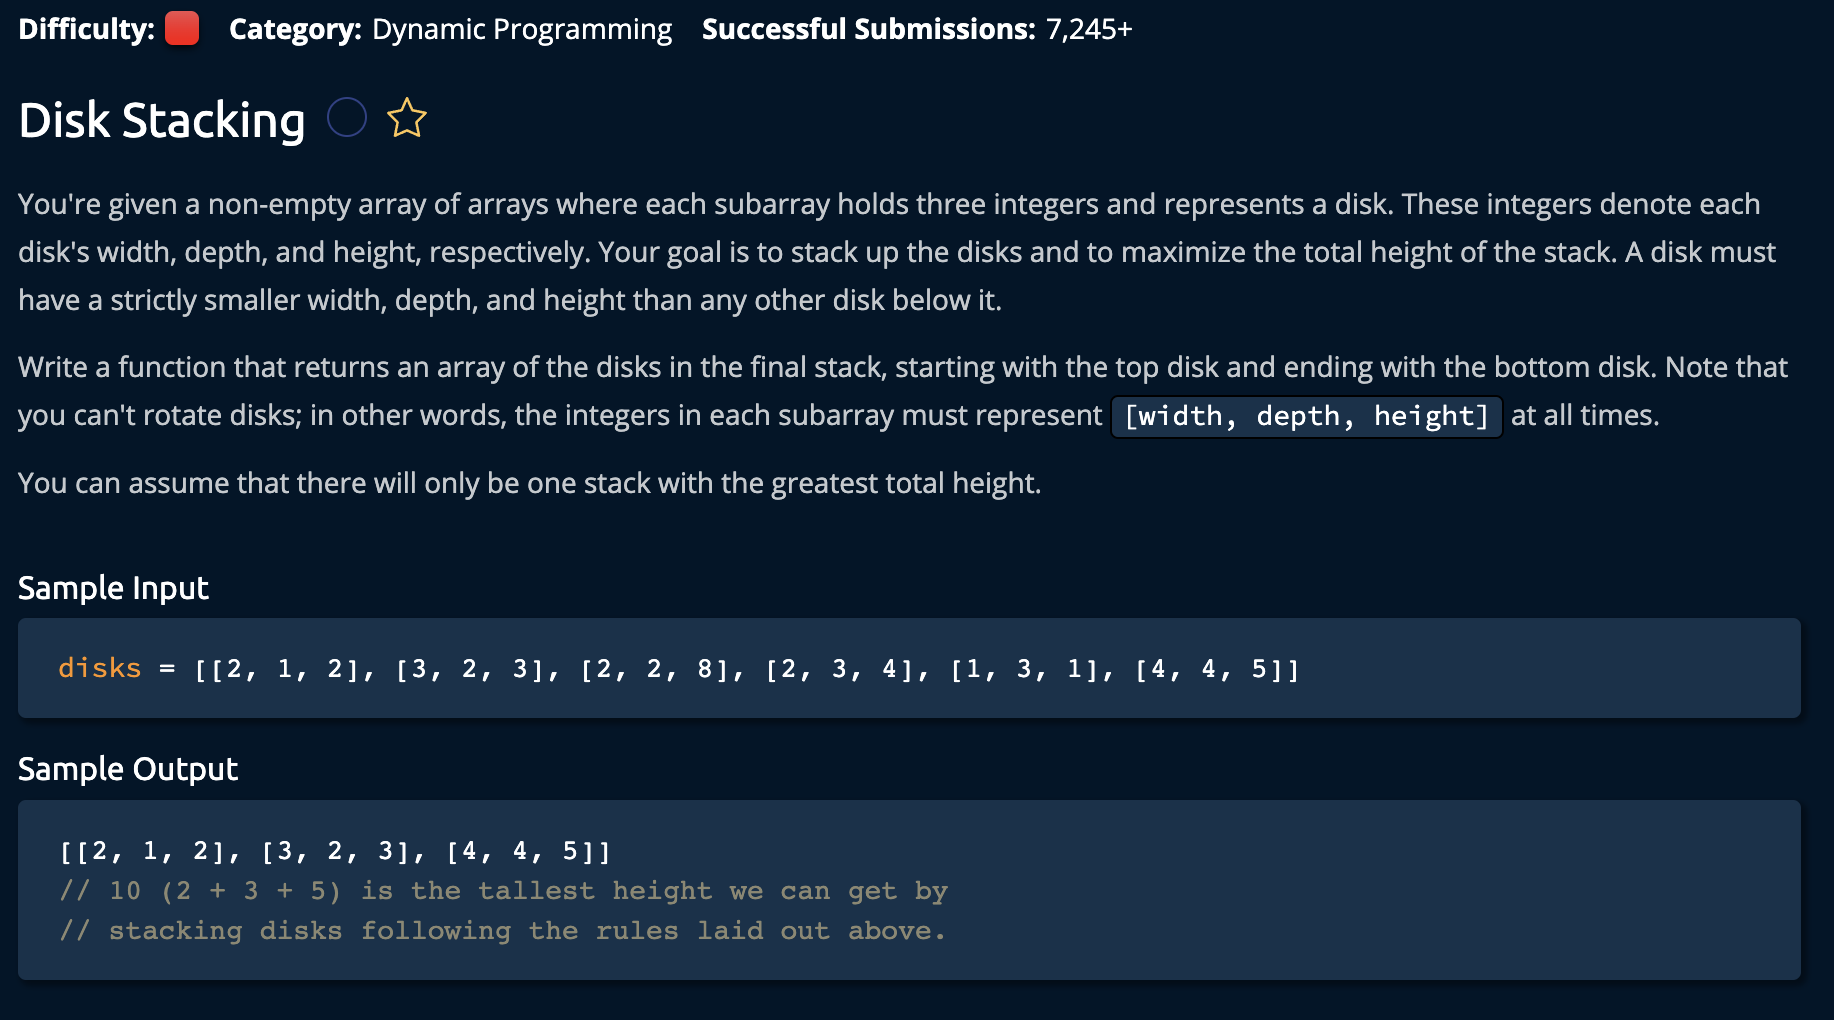 Difficulty: Category: Dynamic Programming Successful Submissions: 7,245+
Disk Stacking
You're given a non-empty array of arrays where each subarray holds three integers and represents a disk. These integers denote each
disk's width, depth, and height, respectively. Your goal is to stack up the disks and to maximize the total height of the stack. A disk must
have a strictly smaller width, depth, and height than any other disk below it.
Write a function that returns an array of the disks in the final stack, starting with the top disk and ending with the bottom disk. Note that
you can't rotate disks; in other words, the integers in each subarray must represent [width, depth, height] at all times.
You can assume that there will only be one stack with the greatest total height.
Sample Input
disks = [[2, 1, 2], [3, 2, 3], [2, 2, 8], [2, 3, 4], [1, 3, 1], [4, 4, 5]]
Sample Output
[[2, 1, 2], [3, 2, 3], [4, 4, 5]]
// 10 (2 + 3 + 5) is the tallest height we can get by
// stacking disks following the rules laid out above.